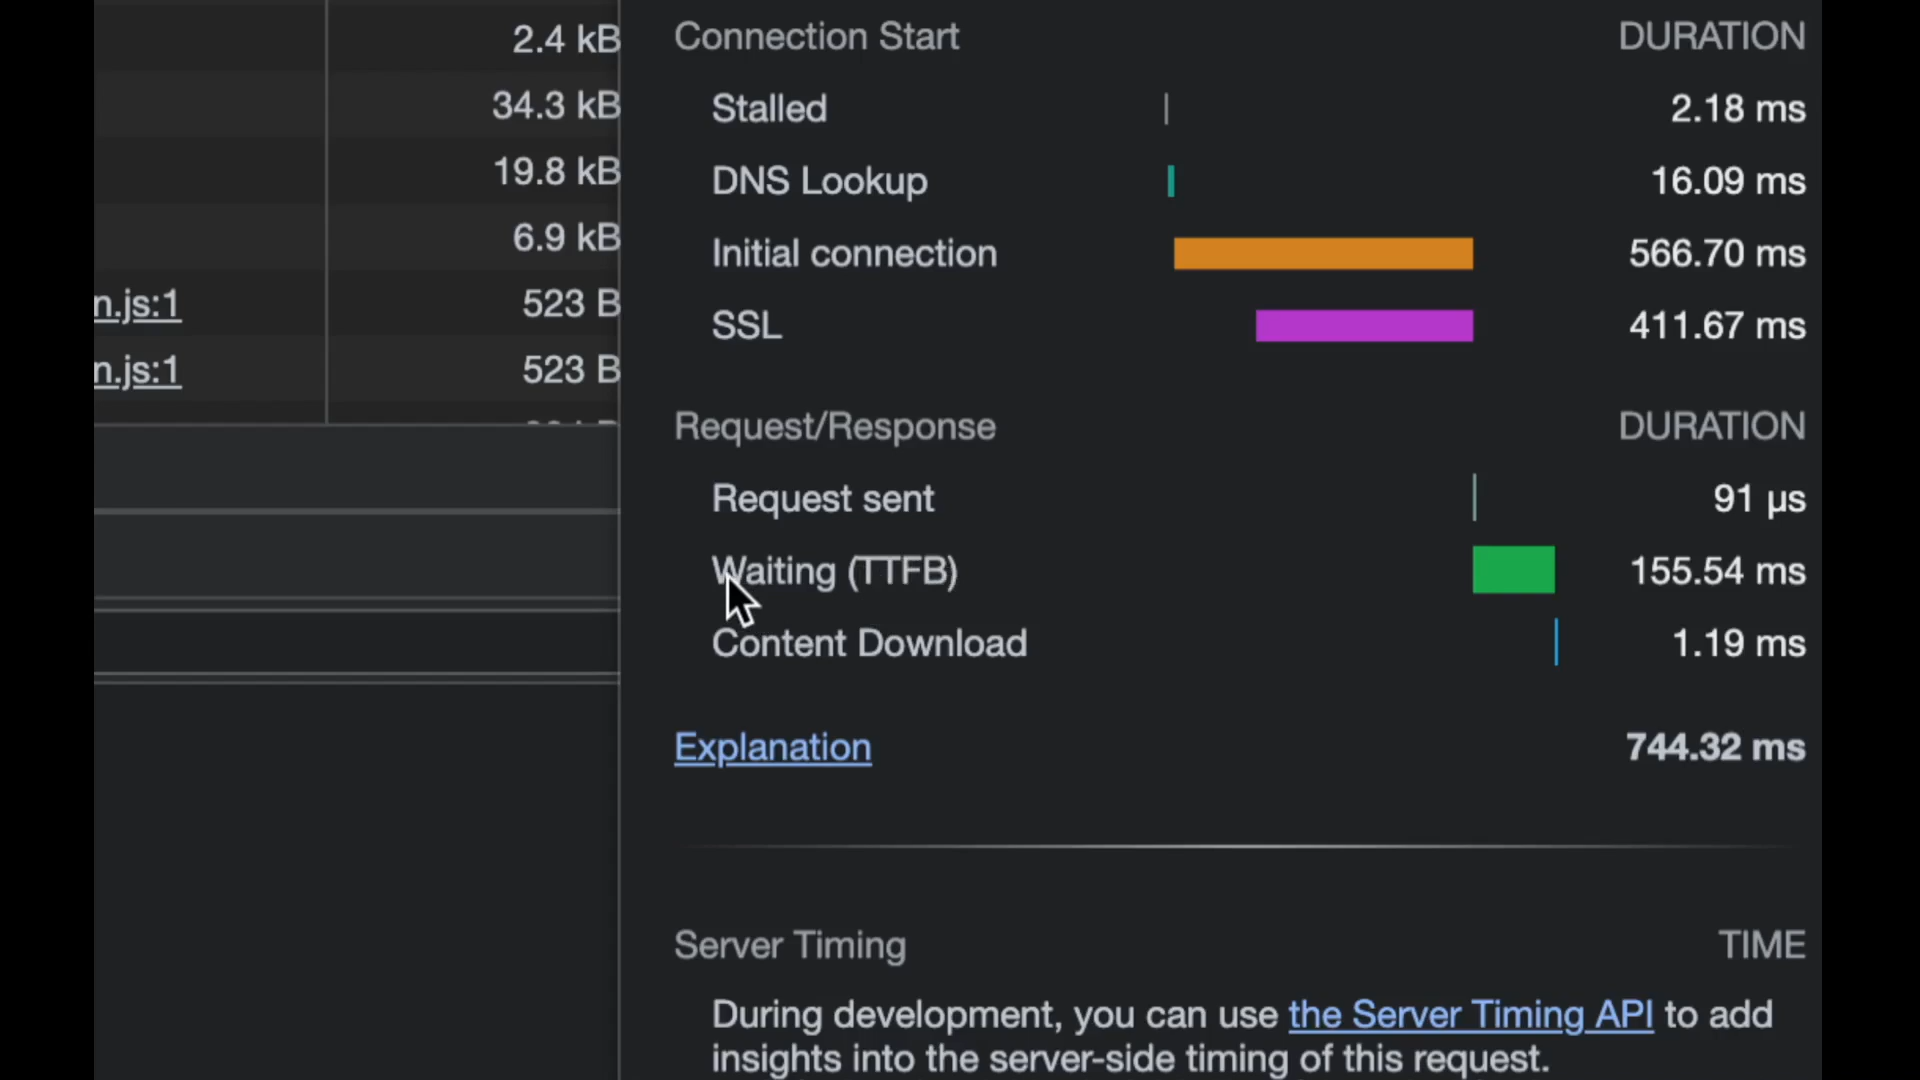 2.4 kB
34.3 kB
19.8 kB
6.9 kB
n.js:1 523 B
n.js:1 523 B
Connection Start DURATION
Stalled 2.18 ms
DNS Lookup 16.09 ms
Initial connection 566.70 ms
SSL 411.67 ms
Request/Response DURATION
Request sent 91 µs
Waiting (TTFB) 155.54 ms
Content Download 1.19 ms
Explanation 744.32 ms
Server Timing TIME
During development, you can use the Server Timing API to add
insights into the server-side timing of this request.